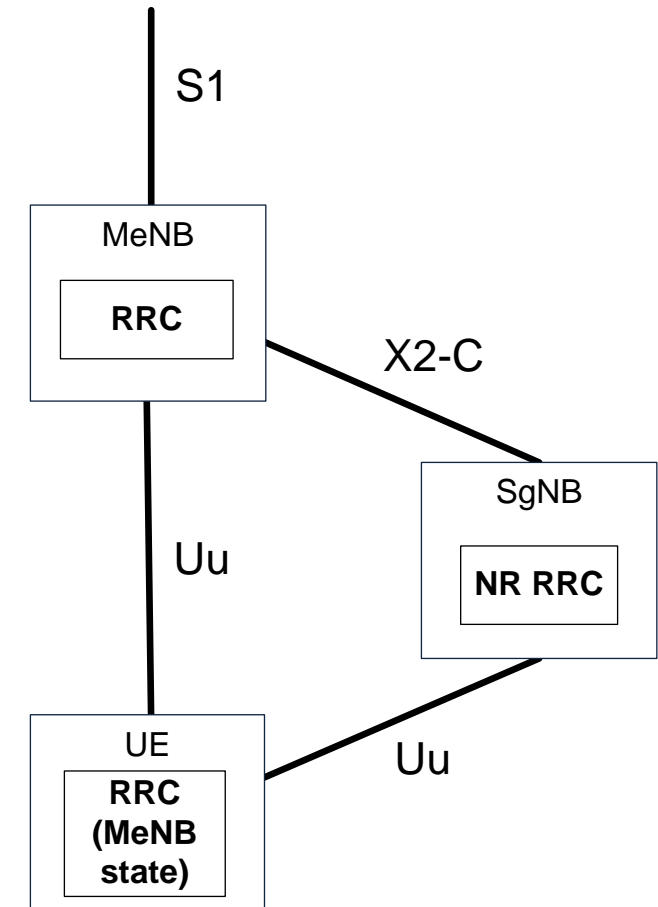 S1
MeNB
RRC
X2-C
SgNB
NR RRC
Uu
UE
RRC
(MeNB
state)
Uu